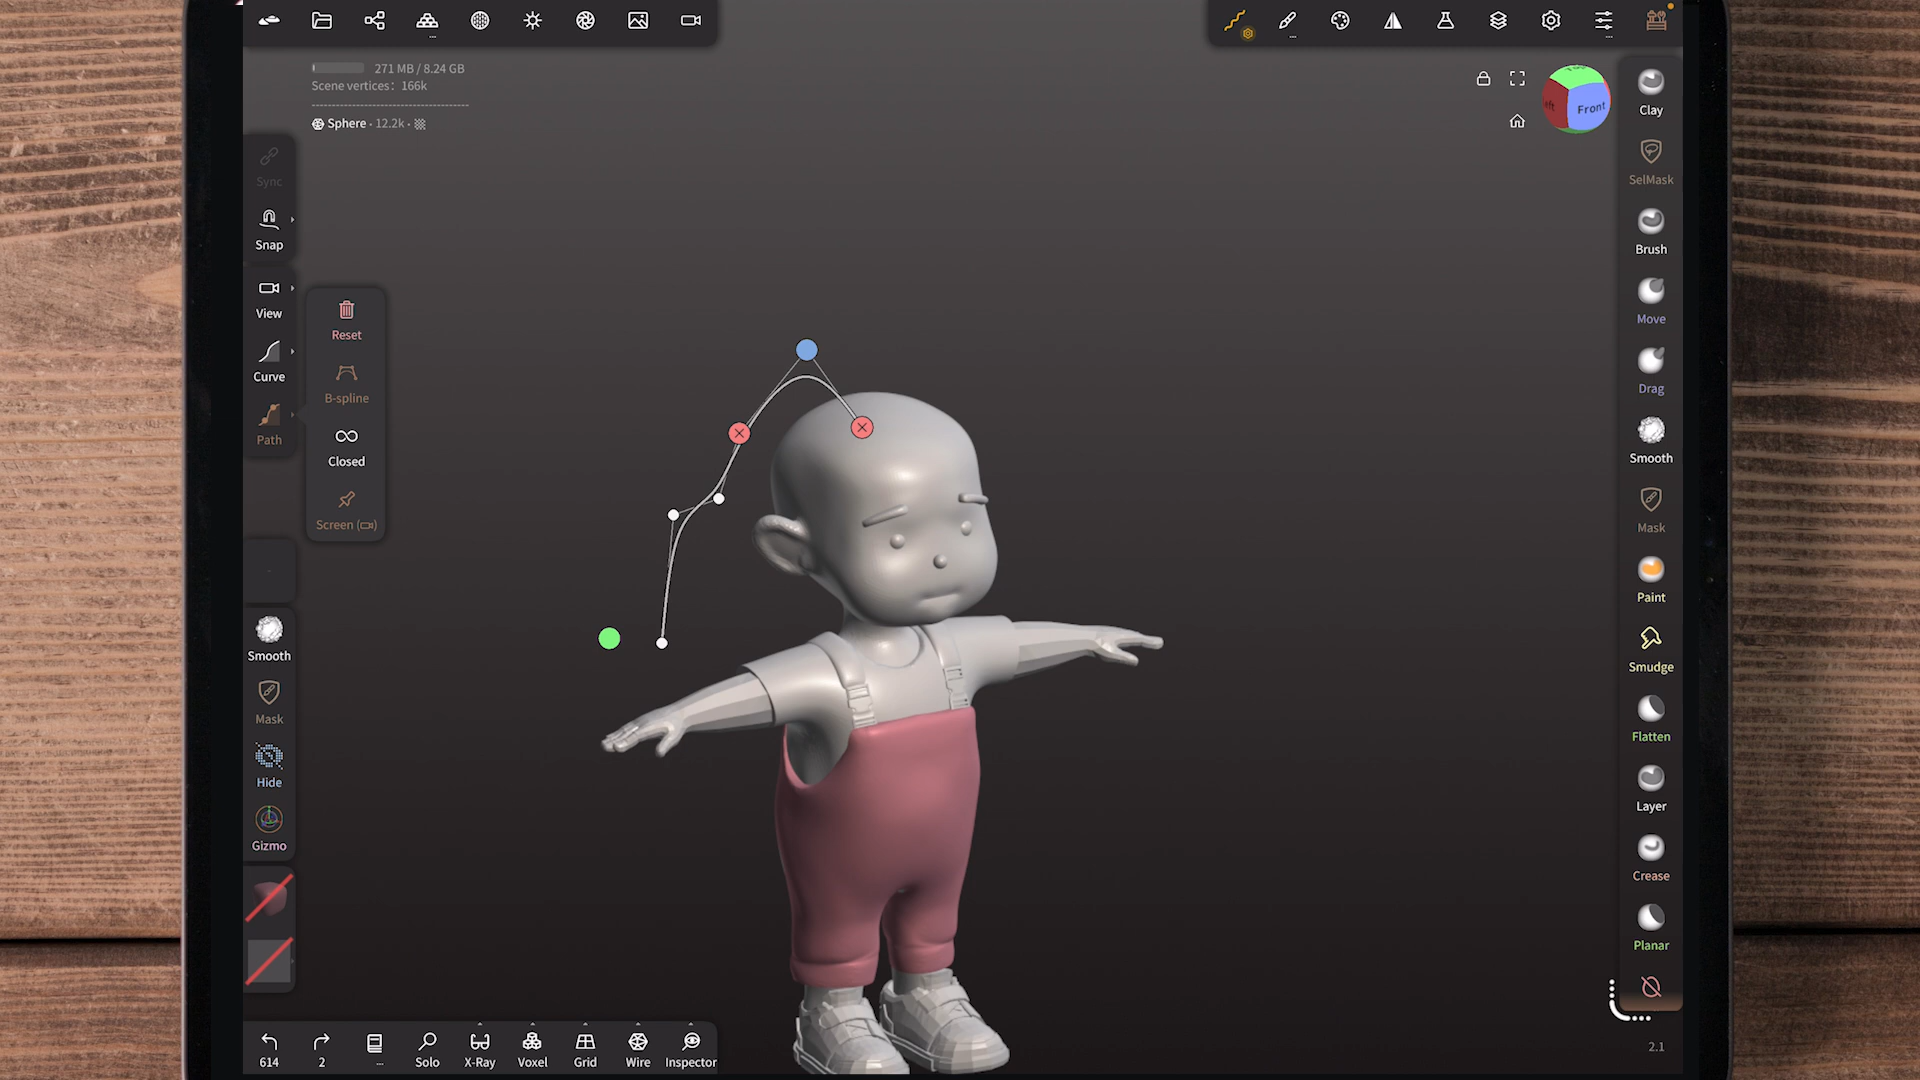 271 MB / 8.24 GB
Scene vertices: 166k
Sphere · 12.2k ·
Top
Left
Front
Sync
Snap
View
Curve
Path
Reset
B-spline
Closed
Screen
Smooth
Mask
Hide
Gizmo
Clay
SelMask
Brush
Move
Drag
Smooth
Mask
Paint
Smudge
Flatten
Layer
Crease
Planar
614
2
Solo
X-Ray
Voxel
Grid
Wire
Inspector
2.1